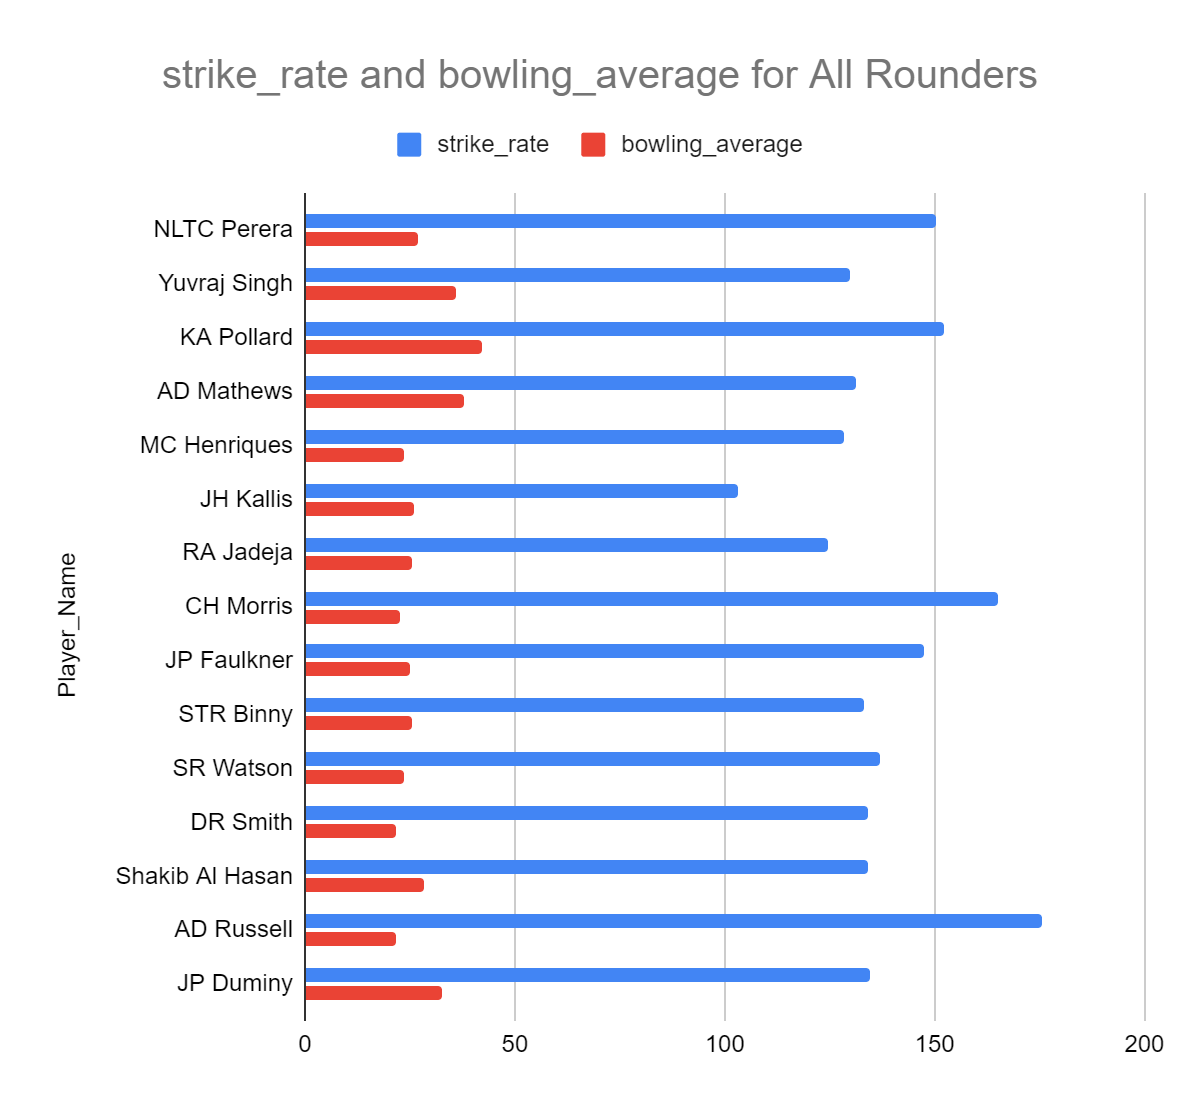 strike_rate and bowling_average for All Rounders
strike_rate bowling_average
NLTC Perera
Yuvraj Singh
KA Pollard
AD Mathews
MC Henriques
JH Kallis
RA Jadeja
CH Morris
JP Faulkner
STR Binny
SR Watson
DR Smith
Shakib Al Hasan
AD Russell
JP Duminy
Player_Name
0 50 100 150 200